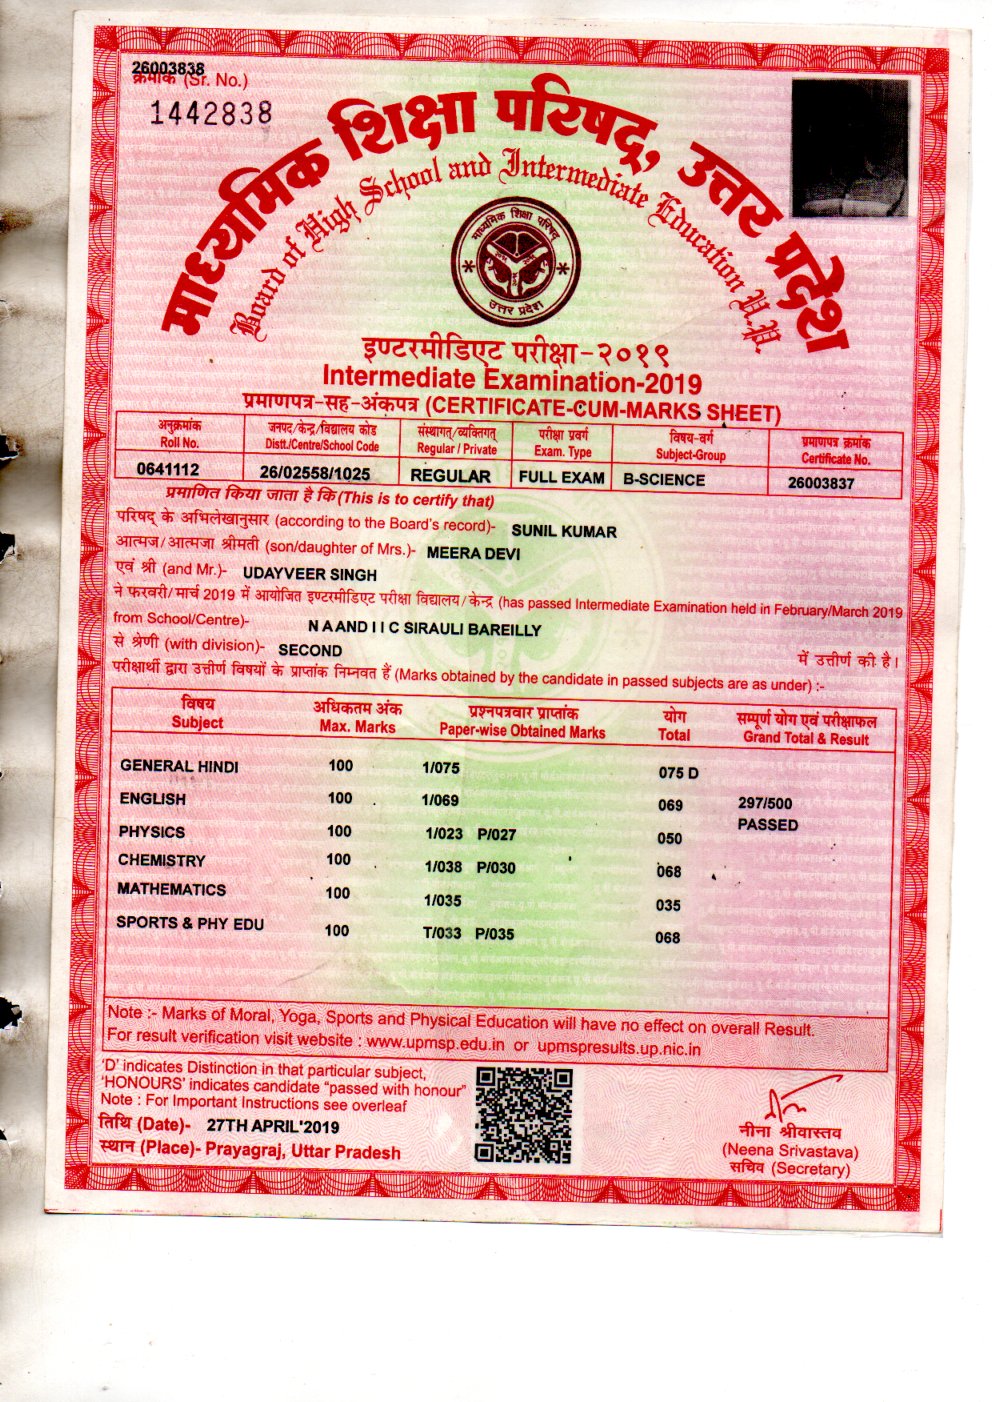 26003838
क्रमांक (Sr. No.)
1442838
माध्यमिक शिक्षा परिषद्, उत्तर प्रदेश
Board of High School and Intermediate Education U.P.
माध्यमिक शिक्षा परिषद्
उत्तर प्रदेश
इण्टरमीडिएट परीक्षा-२०१९
Intermediate Examination-2019
प्रमाणपत्र-सह-अंकपत्र (CERTIFICATE-CUM-MARKS SHEET)
अनुक्रमांक जनपद/केन्द्र/विद्यालय कोड संस्थागत्/व्यक्तिगत् परीक्षा प्रवर्ग विषय-वर्ग प्रमाणपत्र क्रमांक
Roll No. Distt./Centre/School Code Regular / Private Exam. Type Subject-Group Certificate No.
0641112 26/02558/1025 REGULAR FULL EXAM B-SCIENCE 26003837
प्रमाणित किया जाता है कि (This is to certify that)
परिषद् के अभिलेखानुसार (according to the Board's record)- SUNIL KUMAR
आत्मज/आत्मजा श्रीमती (son/daughter of Mrs.)- MEERA DEVI
एवं श्री (and Mr.)- UDAYVEER SINGH
ने फरवरी/मार्च 2019 में आयोजित इण्टरमीडिएट परीक्षा विद्यालय/केन्द्र (has passed Intermediate Examination held in February/March 2019
from School/Centre)- N A AND I I C SIRAULI BAREILLY
से श्रेणी (with division)- SECOND में उत्तीर्ण की है।
परीक्षार्थी द्वारा उत्तीर्ण विषयों के प्राप्तांक निम्नवत हैं (Marks obtained by the candidate in passed subjects are as under) :-
विषय अधिकतम अंक प्रश्नपत्रवार प्राप्तांक योग सम्पूर्ण योग एवं परीक्षाफल
Subject Max. Marks Paper-wise Obtained Marks Total Grand Total & Result
GENERAL HINDI 100 1/075 075 D
ENGLISH 100 1/069 069 297/500
PASSED
PHYSICS 100 1/023 P/027 050
CHEMISTRY 100 1/038 P/030 068
MATHEMATICS 100 1/035 035
SPORTS & PHY EDU 100 T/033 P/035 068
Note :- Marks of Moral, Yoga, Sports and Physical Education will have no effect on overall Result.
For result verification visit website : www.upmsp.edu.in or upmspresults.up.nic.in
'D' indicates Distinction in that particular subject,
'HONOURS' indicates candidate "passed with honour"
Note : For Important Instructions see overleaf
तिथि (Date)- 27TH APRIL'2019
स्थान (Place)- Prayagraj, Uttar Pradesh
नीना श्रीवास्तव
(Neena Srivastava)
सचिव (Secretary)